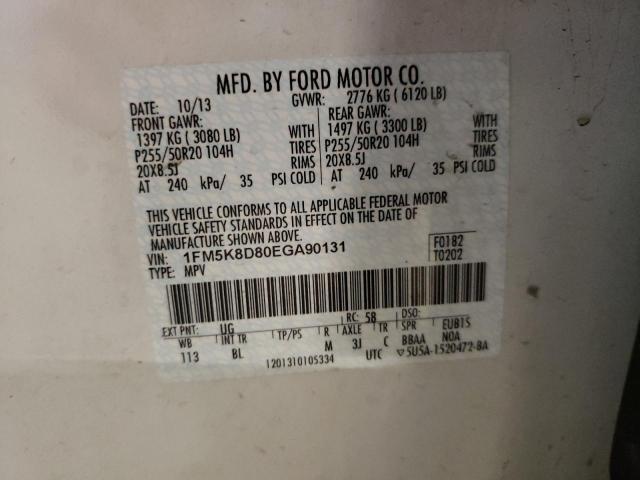 MFD. BY FORD MOTOR CO.
DATE: 10/13 GVWR: 2776 KG ( 6120 LB)
FRONT GAWR: REAR GAWR:
1397 KG ( 3080 LB) WITH 1497 KG ( 3300 LB) WITH
P255/50R20 104H TIRES P255/50R20 104H TIRES
20X8.5J RIMS 20X8.5J RIMS
AT 240 kPa/ 35 PSI COLD AT 240 kPa/ 35 PSI COLD
THIS VEHICLE CONFORMS TO ALL APPLICABLE FEDERAL MOTOR
VEHICLE SAFETY STANDARDS IN EFFECT ON THE DATE OF
MANUFACTURE SHOWN ABOVE.
VIN: 1FM5K8D80EGA90131 F0182
TYPE: MPV T0202
EXT PNT: UG RC: 58 DSO:
WB INT TR TP/PS R AXLE TR SPR EUB1S
113 BL M 3J C BBAA NOA
1201310105334 UTC ▽5U5A-1520472-BA